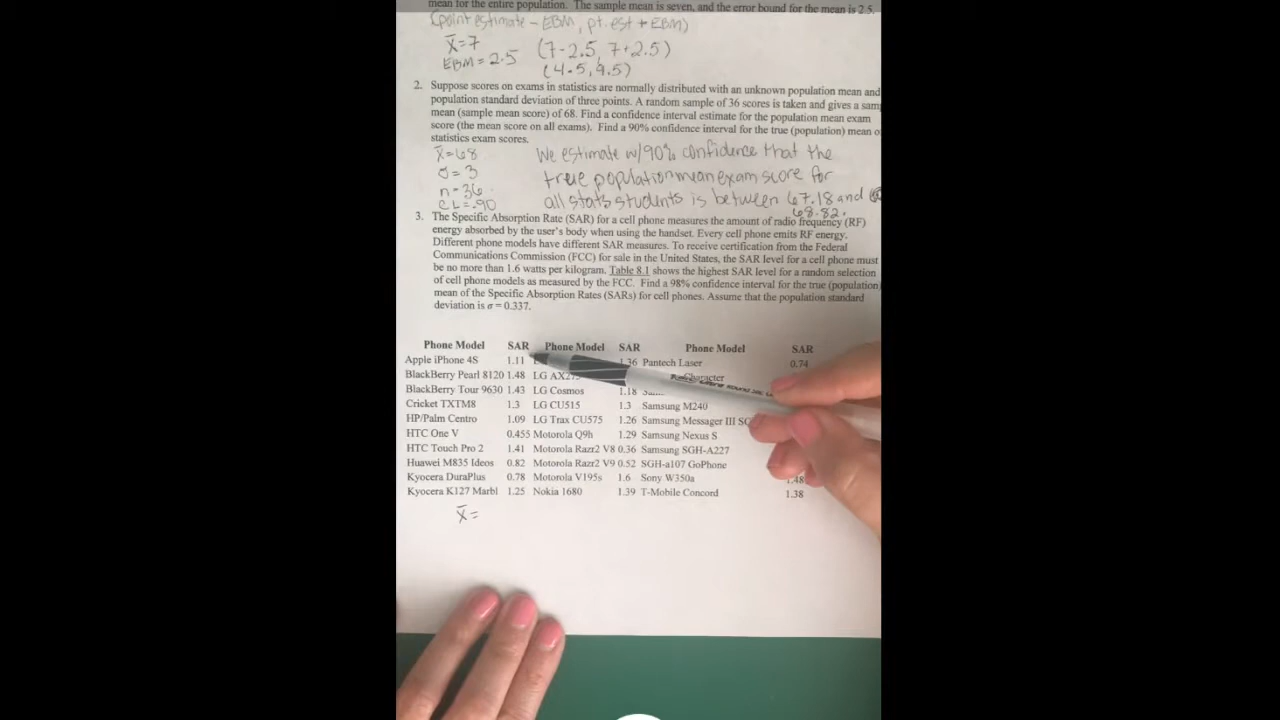 mean for the entire population. The sample mean is seven, and the error bound for the mean is 2.5.
(point estimate - EBM, pt. est + EBM)
x̄=7
EBM = 2.5
(7-2.5, 7+2.5)
(4.5, 9.5)
2. Suppose scores on exams in statistics are normally distributed with an unknown population mean and
population standard deviation of three points. A random sample of 36 scores is taken and gives a sam
mean (sample mean score) of 68. Find a confidence interval estimate for the population mean exam
score (the mean score on all exams). Find a 90% confidence interval for the true (population) mean o
statistics exam scores.
x̄=68
σ=3
n=36
CL=.90
We estimate w/90% confidence that the
true population mean exam score for
all stats students is between 67.18 and
68.82.
3. The Specific Absorption Rate (SAR) for a cell phone measures the amount of radio frequency (RF)
energy absorbed by the user's body when using the handset. Every cell phone emits RF energy.
Different phone models have different SAR measures. To receive certification from the Federal
Communications Commission (FCC) for sale in the United States, the SAR level for a cell phone must
be no more than 1.6 watts per kilogram. Table 8.1 shows the highest SAR level for a random selection
of cell phone models as measured by the FCC. Find a 98% confidence interval for the true (population)
mean of the Specific Absorption Rates (SARs) for cell phones. Assume that the population standard
deviation is σ = 0.337.
Phone Model SAR Phone Model SAR Phone Model SAR
Apple iPhone 4S 1.11 1.36 Pantech Laser 0.74
BlackBerry Pearl 8120 1.48 LG Character
BlackBerry Tour 9630 1.43 LG Cosmos 1.18
Cricket TXTM8 1.3 LG CU515 1.3 Samsung M240
HP/Palm Centro 1.09 LG Trax CU575 1.26 Samsung Messager III
HTC One V 0.455 Motorola Q9h 1.29 Samsung Nexus S
HTC Touch Pro 2 1.41 Motorola Razr2 V8 0.36 Samsung SGH-A227
Huawei M835 Ideos 0.82 Motorola Razr2 V9 0.52 SGH-a107 GoPhone
Kyocera DuraPlus 0.78 Motorola V195s 1.6 Sony W350a 1.48
Kyocera K127 Marbl 1.25 Nokia 1680 1.39 T-Mobile Concord 1.38
x̄=